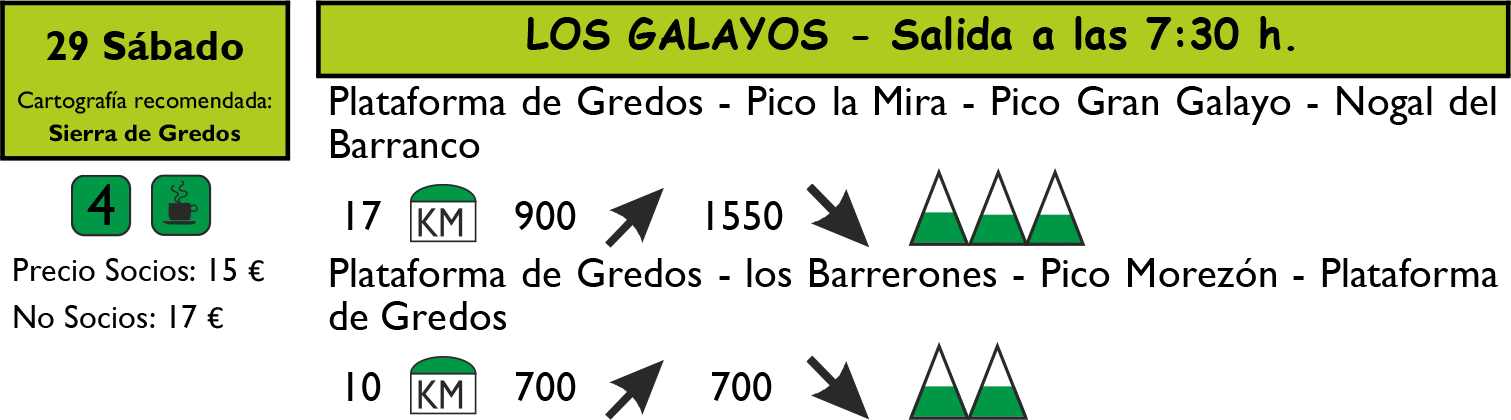 29 Sábado
Cartografía recomendada:
Sierra de Gredos
4
Precio Socios: 15 €
No Socios: 17 €
LOS GALAYOS - Salida a las 7:30 h.
Plataforma de Gredos - Pico la Mira - Pico Gran Galayo - Nogal del
Barranco
17 KM 900 1550
Plataforma de Gredos - los Barrerones - Pico Morezón - Plataforma
de Gredos
10 KM 700 700